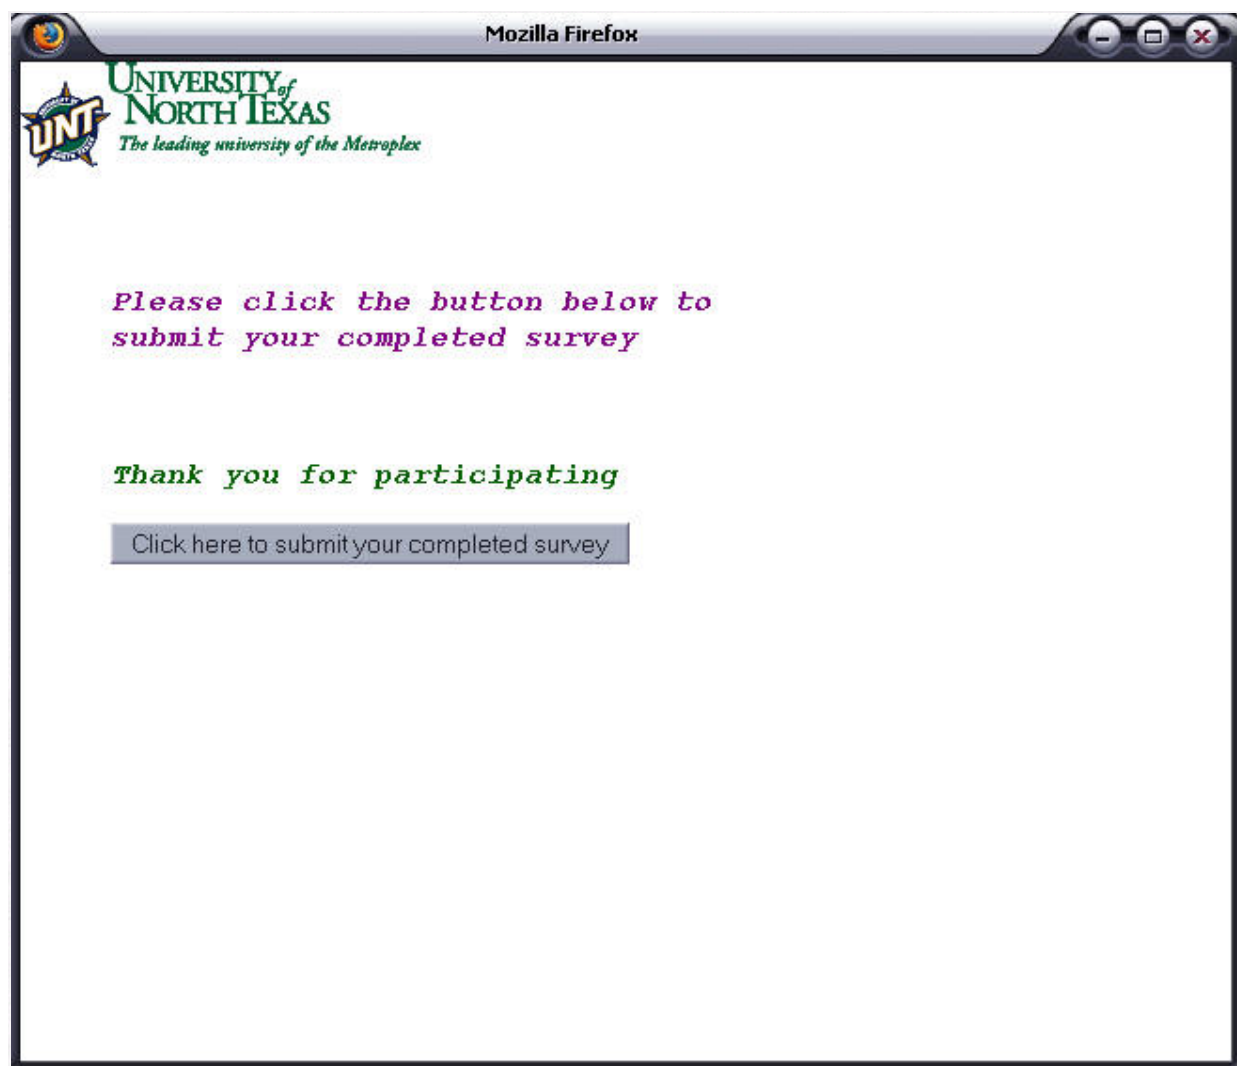 Mozilla Firefox
UNIVERSITY of
NORTH TEXAS
The leading university of the Metroplex
UNT
Please click the button below to
submit your completed survey
Thank you for participating
Click here to submit your completed survey